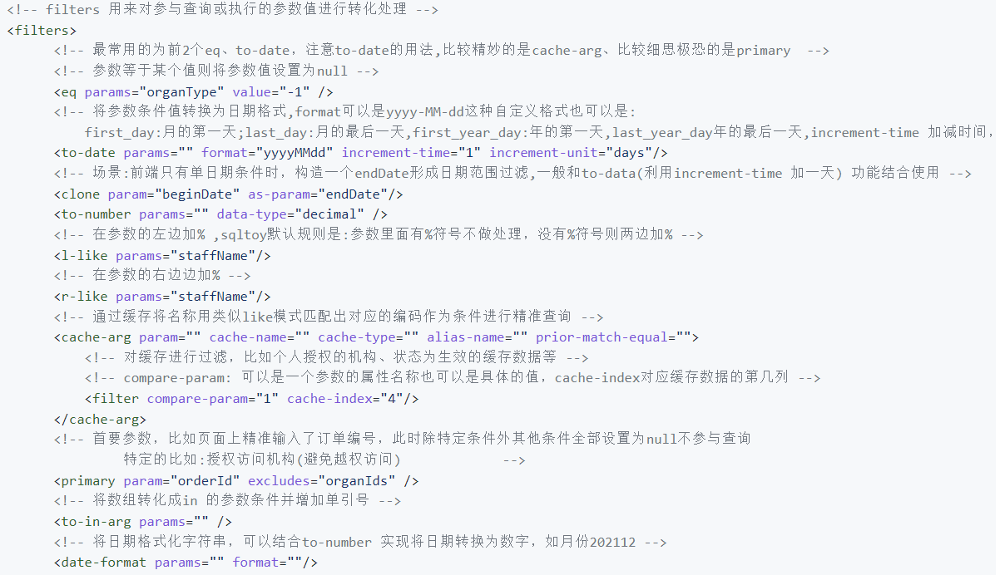 <!-- filters 用来对参与查询或执行的参数值进行转化处理 -->
<filters>
<!-- 最常用的为前2个eq、to-date，注意to-date的用法,比较精妙的是cache-arg、比较细思极恐的是primary  -->
<!-- 参数等于某个值则将参数值设置为null -->
<eq params="organType" value="-1" />
<!-- 将参数条件值转换为日期格式,format可以是yyyy-MM-dd这种自定义格式也可以是:
first_day:月的第一天;last_day:月的最后一天,first_year_day:年的第一天,last_year_day年的最后一天,increment-time 加减时间，
<to-date params="" format="yyyyMMdd" increment-time="1" increment-unit="days"/>
<!-- 场景:前端只有单日期条件时，构造一个endDate形成日期范围过滤,一般和to-data(利用increment-time 加一天) 功能结合使用 -->
<clone param="beginDate" as-param="endDate"/>
<to-number params="" data-type="decimal" />
<!-- 在参数的左边加% ,sqltoy默认规则是:参数里面有%符号不做处理，没有%符号则两边加% -->
<l-like params="staffName"/>
<!-- 在参数的右边边加% -->
<r-like params="staffName"/>
<!-- 通过缓存将名称用类似like模式匹配出对应的编码作为条件进行精准查询 -->
<cache-arg param="" cache-name="" cache-type="" alias-name="" prior-match-equal="">
<!-- 对缓存进行过滤，比如个人授权的机构、状态为生效的缓存数据等 -->
<!-- compare-param: 可以是一个参数的属性名称也可以是具体的值，cache-index对应缓存数据的第几列 -->
<filter compare-param="1" cache-index="4"/>
</cache-arg>
<!-- 首要参数，比如页面上精准输入了订单编号，此时除特定条件外其他条件全部设置为null不参与查询
特定的比如:授权访问机构(避免越权访问) -->
<primary param="orderId" excludes="organIds" />
<!-- 将数组转化成in 的参数条件并增加单引号 -->
<to-in-arg params="" />
<!-- 将日期格式化字符串，可以结合to-number 实现将日期转换为数字，如月份202112 -->
<date-format params="" format=""/>